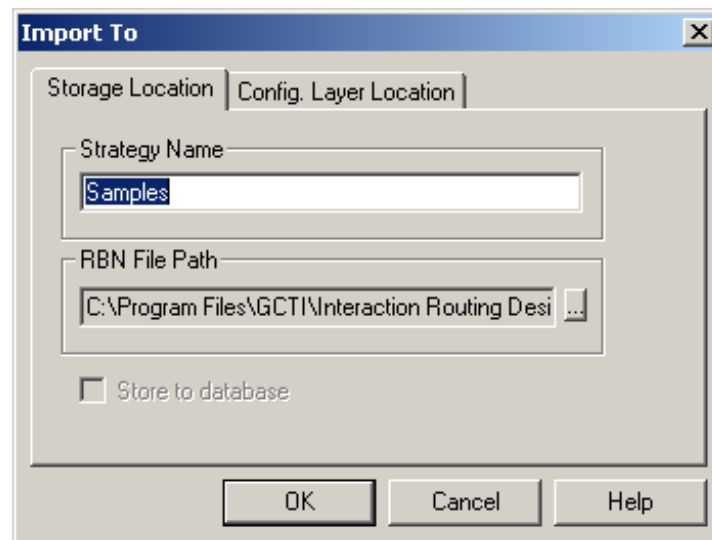 Import To
Storage Location Config. Layer Location
Strategy Name
Samples
RBN File Path
C:\Program Files\GCTI\Interaction Routing Desi ...
Store to database
OK Cancel Help